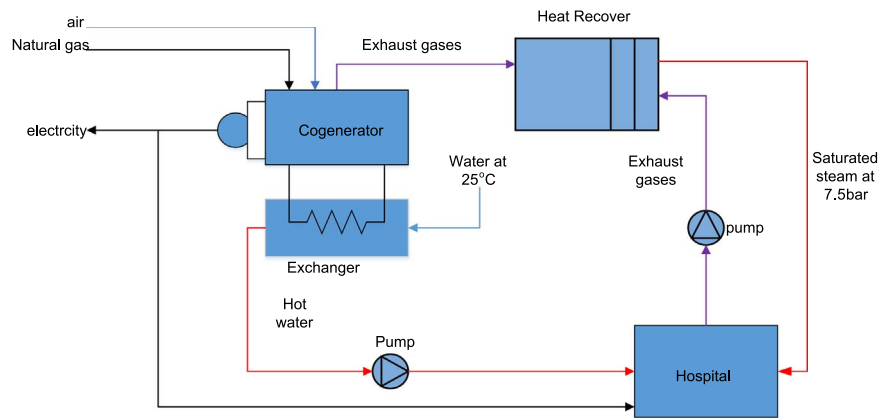 air
Natural gas
Heat Recover
Exhaust gases
electrcity
Cogenerator
Water at
25°C
Exhaust
gases
Saturated
steam at
7.5bar
pump
Exchanger
Hot
water
Pump
Hospital